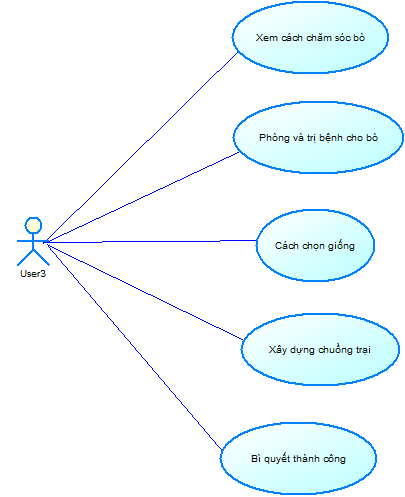 Xem cách chăm sóc bò
Phòng và trị bệnh cho bò
Cách chọn giống
User3
Xây dựng chuồng trại
Bì quyết thành công